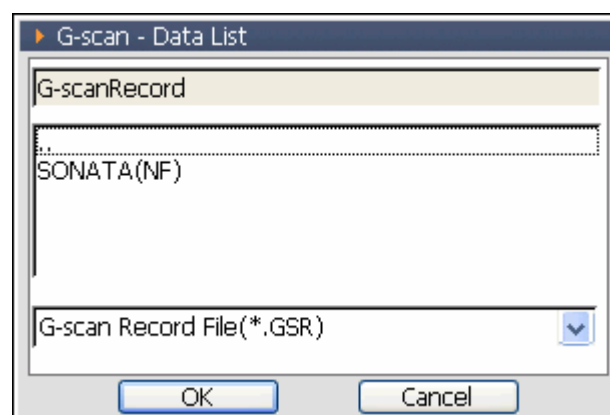 G-scan - Data List
G-scanRecord
..
SONATA(NF)
G-scan Record File(*.GSR)
OK
Cancel